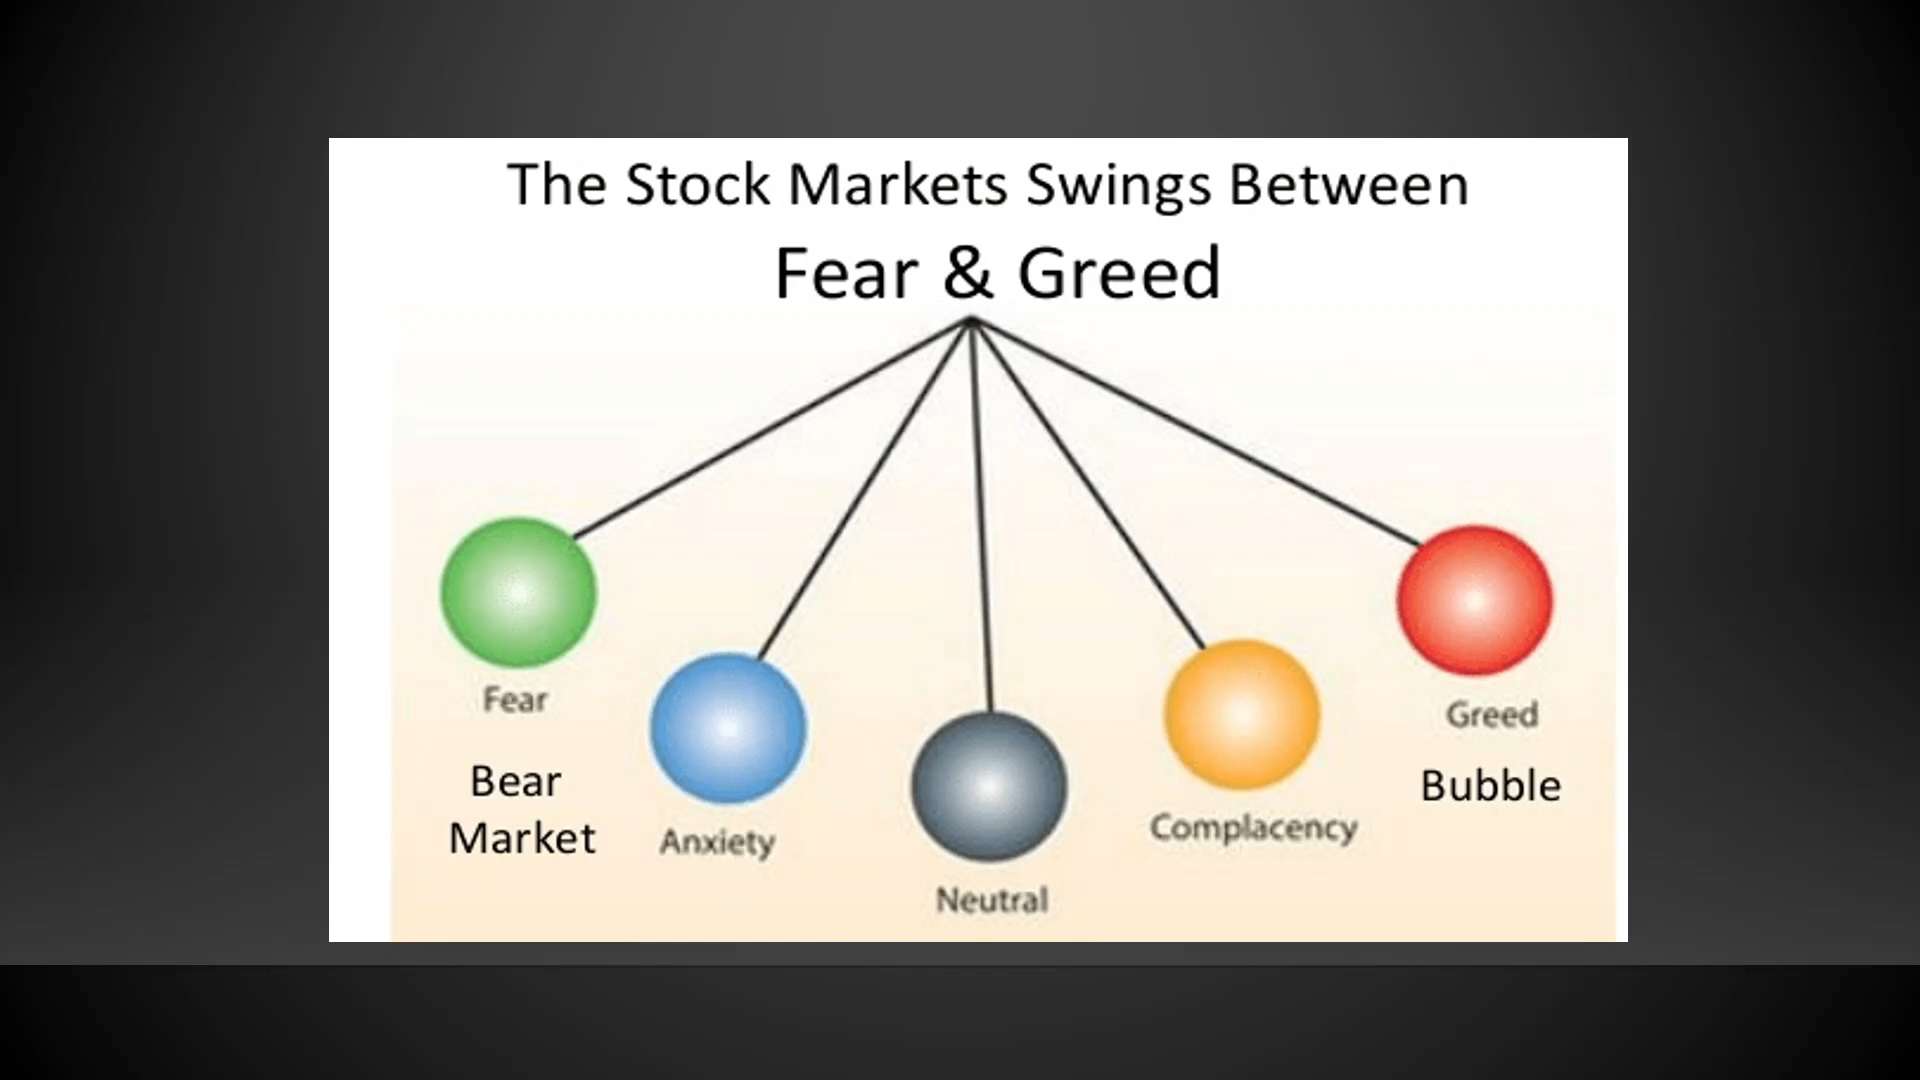 The Stock Markets Swings Between
Fear & Greed
Fear
Bear
Market
Anxiety
Neutral
Complacency
Greed
Bubble